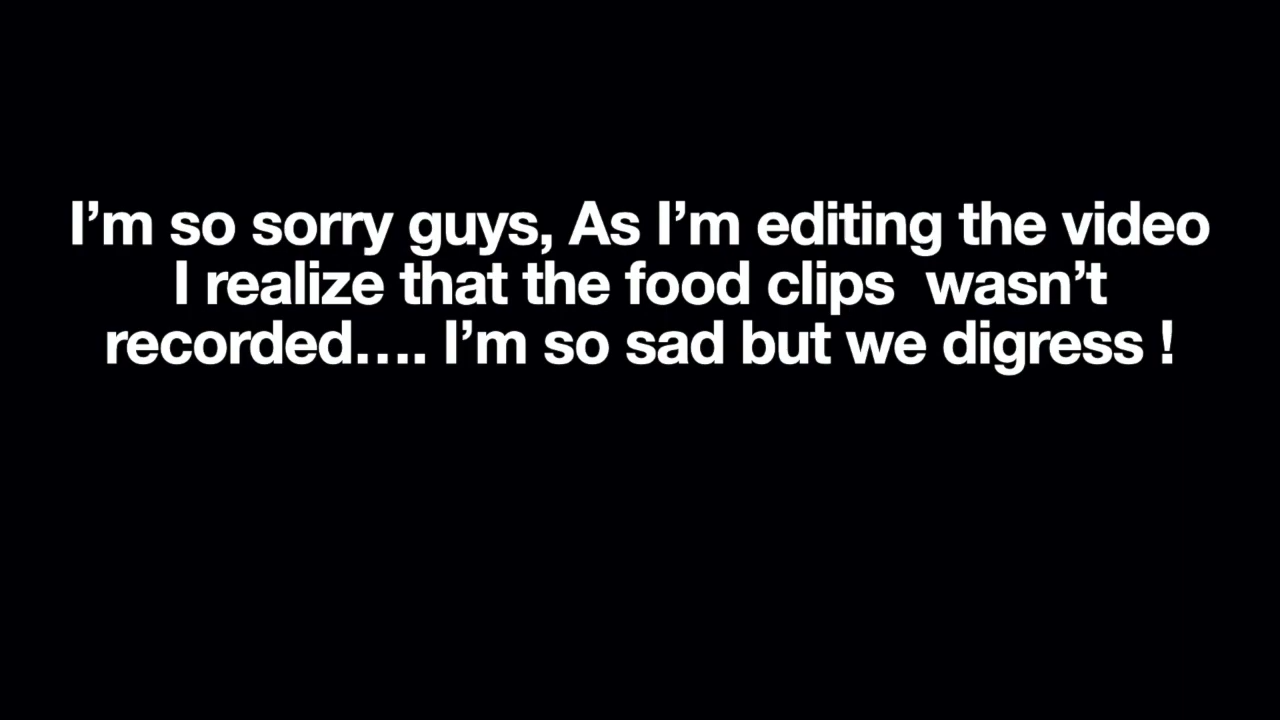 I’m so sorry guys, As I’m editing the video
I realize that the food clips  wasn’t
recorded…. I’m so sad but we digress !